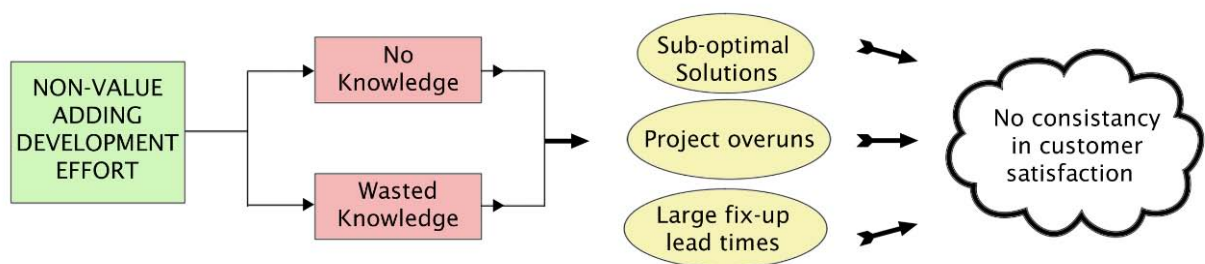 NON-VALUE
ADDING
DEVELOPMENT
EFFORT
No
Knowledge
Wasted
Knowledge
Sub-optimal
Solutions
Project overuns
Large fix-up
lead times
No consistancy
in customer
satisfaction